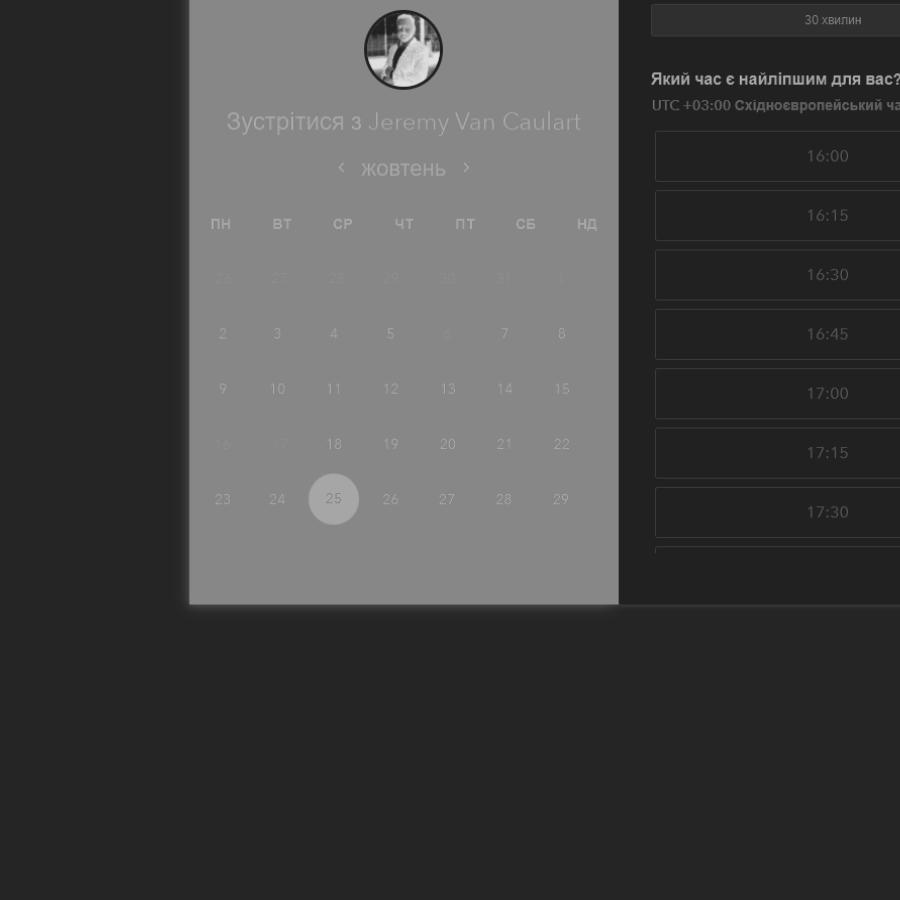 Зустрітися з Jeremy Van Caulart
жовтень
ПН ВТ СР ЧТ ПТ СБ НД
26 27 28 29 30 31 1
2 3 4 5 6 7 8
9 10 11 12 13 14 15
16 17 18 19 20 21 22
23 24 25 26 27 28 29
30 хвилин
Який час є найліпшим для вас?
UTC +03:00 Східноєвропейський
16:00
16:15
16:30
16:45
17:00
17:15
17:30